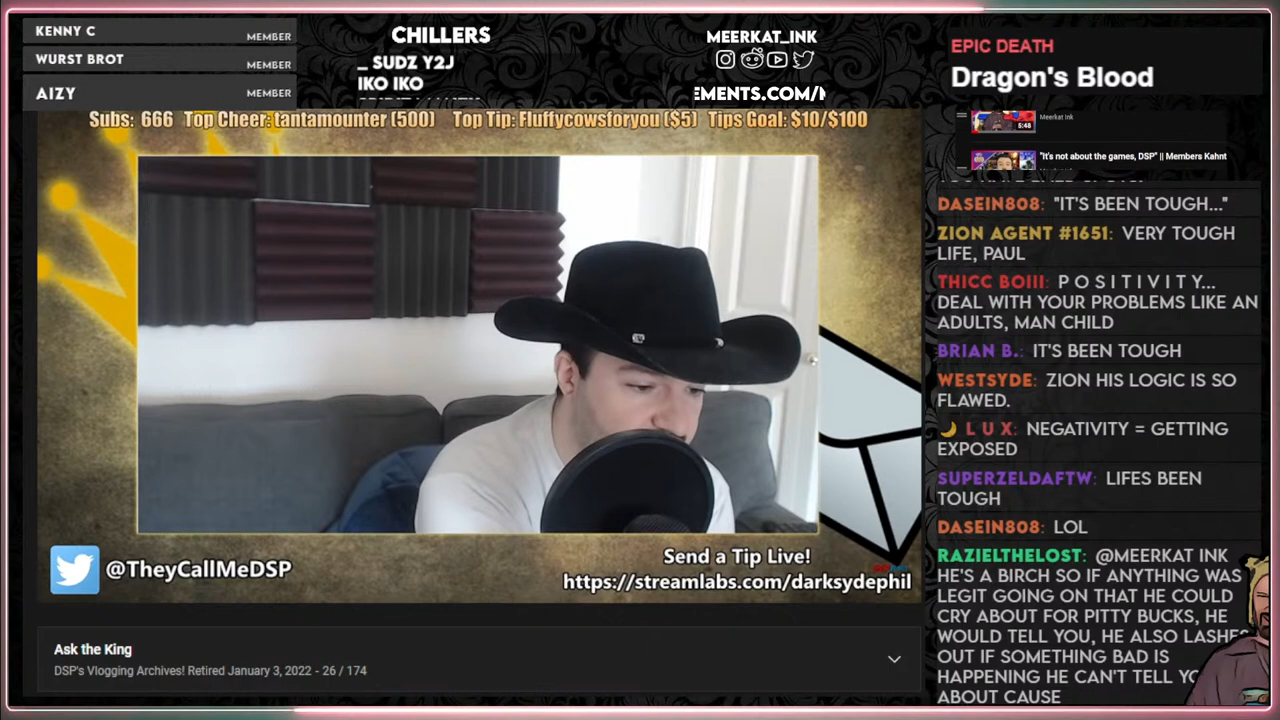 KENNY C
MEMBER
WURST BROT
MEMBER
AIZY
MEMBER
CHILLERS
_ SUDZ Y2J
IKO IKO
MEERKAT_INK
EMENTS.COM/
EPIC DEATH
Dragon's Blood
5:48
Meerkat Ink
"It's not about the games, DSP" || Members Kahnt
Subs: 666 Top Cheer: tantamounter (500) Top Tip: Fluffycowsforyou ($5) Tips Goal: $10/$100
DASEIN808: "IT'S BEEN TOUGH..."
ZION AGENT #1651: VERY TOUGH
LIFE, PAUL
THICC BOIII: P O S I T I V I T Y...
DEAL WITH YOUR PROBLEMS LIKE AN
ADULTS, MAN CHILD
BRIAN B.: IT'S BEEN TOUGH
WESTSYDE: ZION HIS LOGIC IS SO
FLAWED.
🌙 L U X: NEGATIVITY = GETTING
EXPOSED
SUPERZELDAFTW: LIFES BEEN
TOUGH
DASEIN808: LOL
RAZIELTHELOST: @MEERKAT INK
HE'S A BIRCH SO IF ANYTHING WAS
LEGIT GOING ON THAT HE COULD
CRY ABOUT FOR PITTY BUCKS, HE
WOULD TELL YOU, HE ALSO LASHES
OUT IF SOMETHING BAD IS
HAPPENING HE CAN'T TELL YO
ABOUT CAUSE
@TheyCallMeDSP
Send a Tip Live!
https://streamlabs.com/darksydephil
Ask the King
DSP's Vlogging Archives! Retired January 3, 2022 - 26 / 174